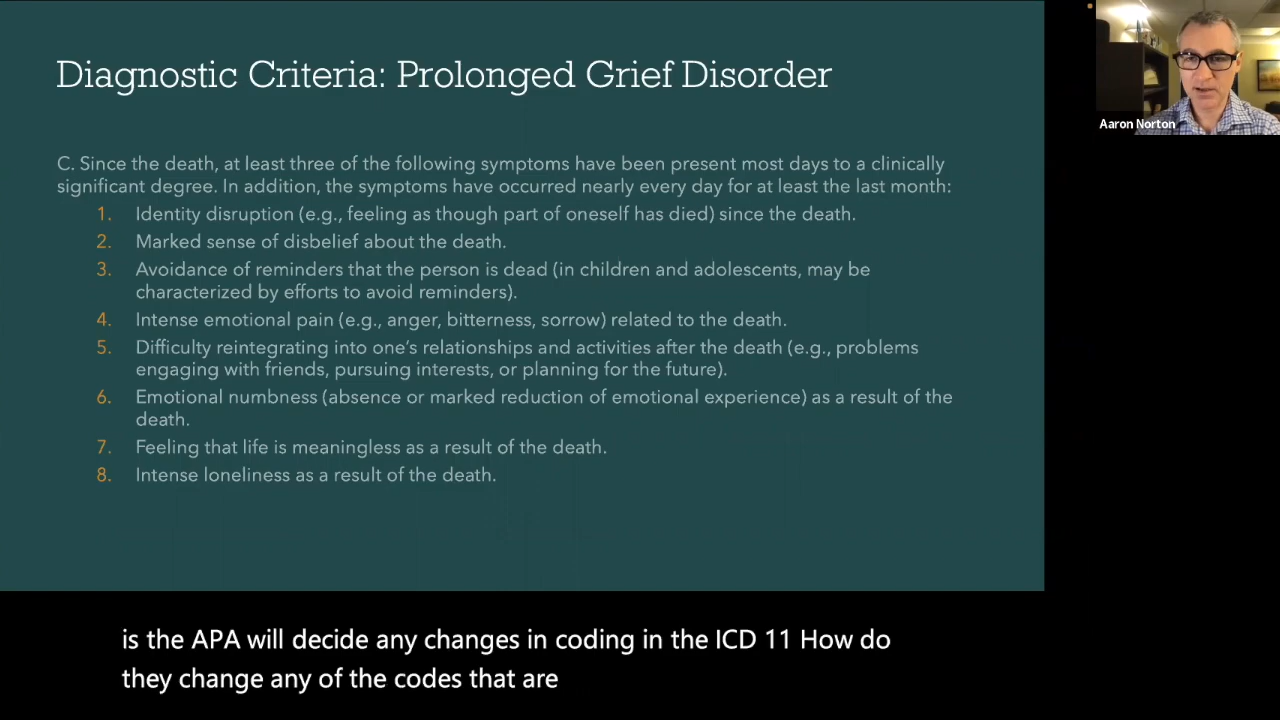 Diagnostic Criteria: Prolonged Grief Disorder
Aaron Norton
C. Since the death, at least three of the following symptoms have been present most days to a clinically
significant degree. In addition, the symptoms have occurred nearly every day for at least the last month:
1. Identity disruption (e.g., feeling as though part of oneself has died) since the death.
2. Marked sense of disbelief about the death.
3. Avoidance of reminders that the person is dead (in children and adolescents, may be
characterized by efforts to avoid reminders).
4. Intense emotional pain (e.g., anger, bitterness, sorrow) related to the death.
5. Difficulty reintegrating into one’s relationships and activities after the death (e.g., problems
engaging with friends, pursuing interests, or planning for the future).
6. Emotional numbness (absence or marked reduction of emotional experience) as a result of the
death.
7. Feeling that life is meaningless as a result of the death.
8. Intense loneliness as a result of the death.
is the APA will decide any changes in coding in the ICD 11 How do
they change any of the codes that are